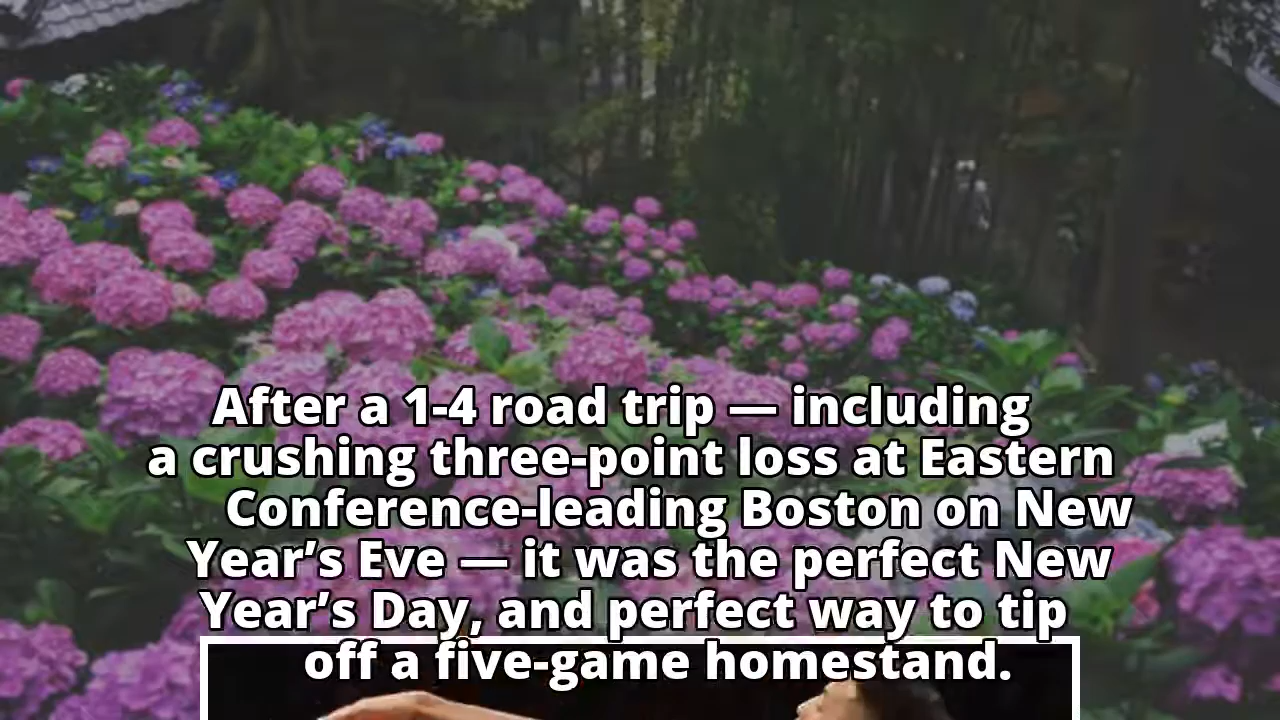 After a 1-4 road trip — including
a crushing three-point loss at Eastern
Conference-leading Boston on New
Year’s Eve — it was the perfect New
Year’s Day, and perfect way to tip
off a five-game homestand.